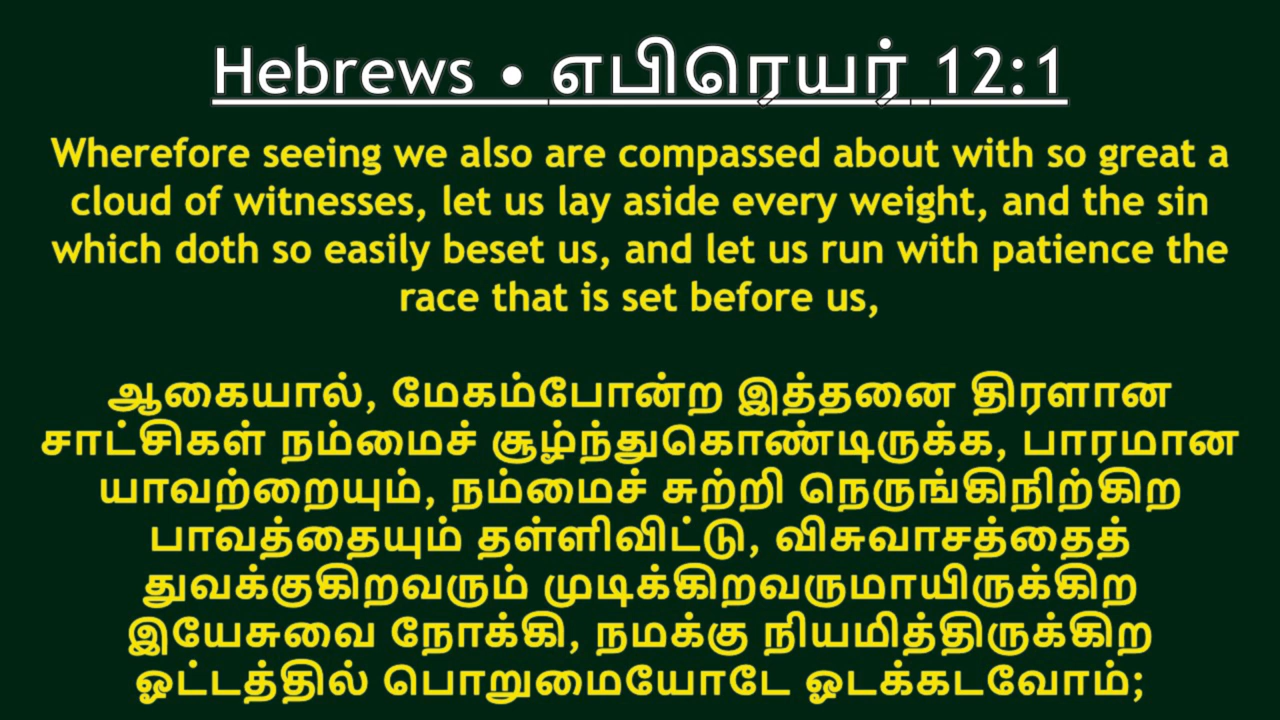 Hebrews • எபிரெயர் 12:1
Wherefore seeing we also are compassed about with so great a
cloud of witnesses, let us lay aside every weight, and the sin
which doth so easily beset us, and let us run with patience the
race that is set before us,
ஆகையால், மேகம்போன்ற இத்தனை திரளான
சாட்சிகள் நம்மைச் சூழ்ந்துகொண்டிருக்க, பாரமான
யாவற்றையும், நம்மைச் சுற்றி நெருங்கிநிற்கிற
பாவத்தையும் தள்ளிவிட்டு, விசுவாசத்தைத்
துவக்குகிறவரும் முடிக்கிறவருமாயிருக்கிற
இயேசுவை நோக்கி, நமக்கு நியமித்திருக்கிற
ஓட்டத்தில் பொறுமையோடே ஓடக்கடவோம்;